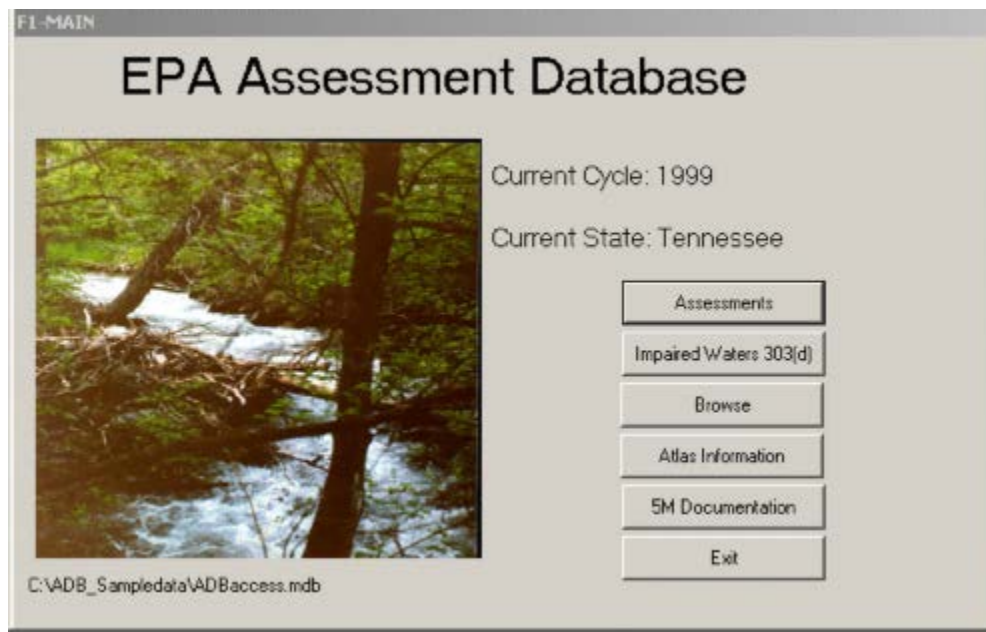 F1-MAIN
EPA Assessment Database
Current Cycle: 1999
Current State: Tennessee
Assessments
Impaired Waters 303(d)
Browse
Atlas Information
5M Documentation
Exit
C:\ADB_Sampledata\ADBaccess.mdb